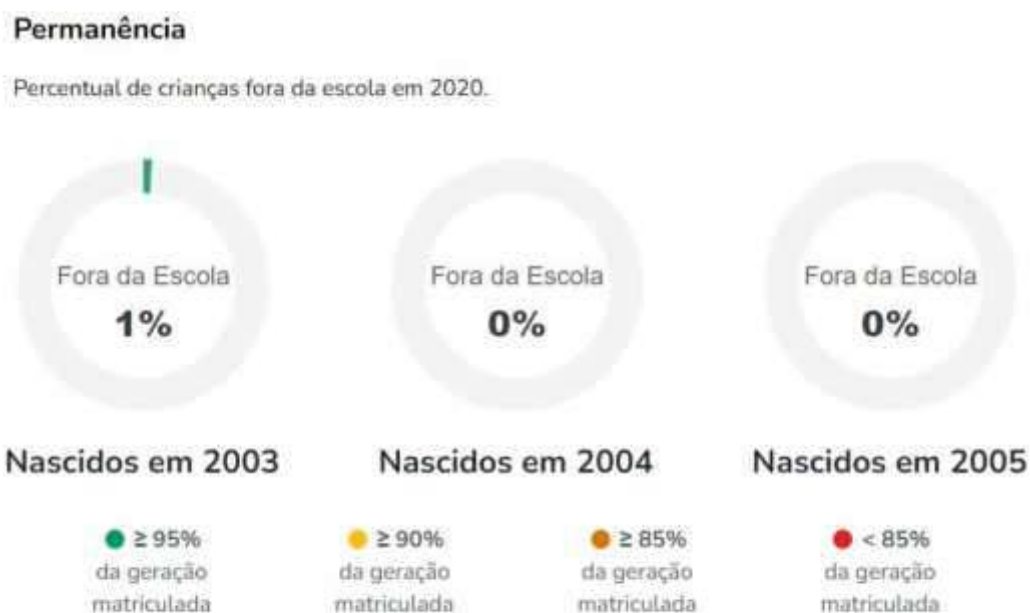 Permanência
Percentual de crianças fora da escola em 2020.
Fora da Escola
1%
Fora da Escola
0%
Fora da Escola
0%
Nascidos em 2003
Nascidos em 2004
Nascidos em 2005
≥ 95%
da geração
matriculada
≥ 90%
da geração
matriculada
≥ 85%
da geração
matriculada
< 85%
da geração
matriculada